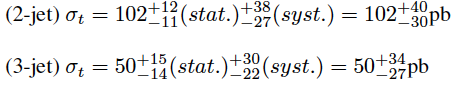 (2-jet) σ_t = 102^{+12}_{-11}(stat.)^{+38}_{-27}(syst.) = 102^{+40}_{-30}pb
(3-jet) σ_t = 50^{+15}_{-14}(stat.)^{+30}_{-22}(syst.) = 50^{+34}_{-27}pb